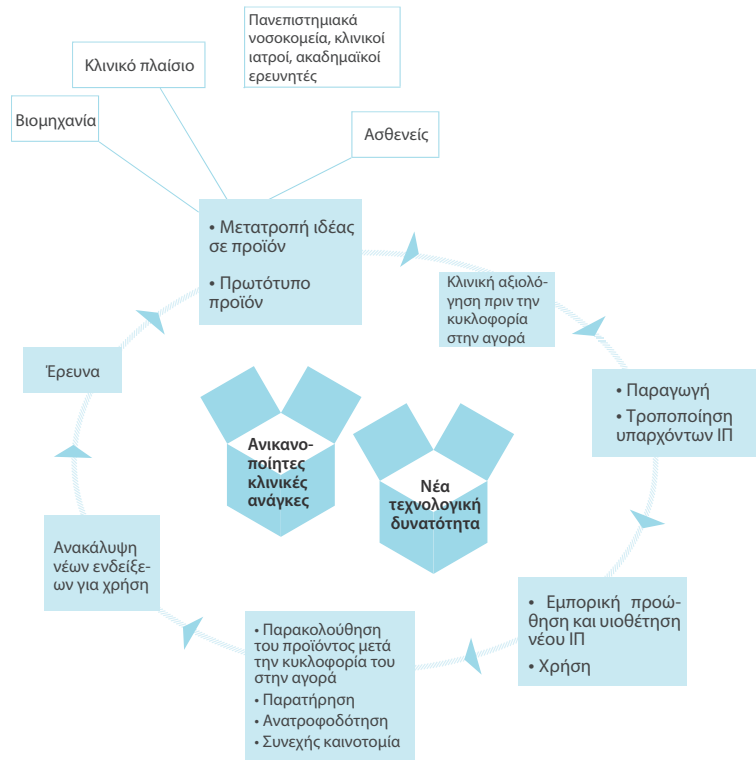 Πανεπιστημιακά
νοσοκομεία, κλινικοί
ιατροί, ακαδημαϊκοί
ερευνητές
Κλινικό πλαίσιο
Βιομηχανία
Ασθενείς
• Μετατροπή ιδέας
σε προϊόν
• Πρωτότυπο
προϊόν
Κλινική αξιολό-
γηση πριν την
κυκλοφορία
στην αγορά
• Παραγωγή
• Τροποποίηση
υπαρχόντων ΙΠ
• Εμπορική προώ-
θηση και υιοθέτηση
νέου ΙΠ
• Χρήση
• Παρακολούθηση
του προϊόντος μετά
την κυκλοφορία του
στην αγορά
• Παρατήρηση
• Ανατροφοδότηση
• Συνεχής καινοτομία
Ανακάλυψη
νέων ενδείξε-
ων για χρήση
Έρευνα
Ανικανο-
ποίητες
κλινικές
ανάγκες
Νέα
τεχνολογική
δυνατότητα